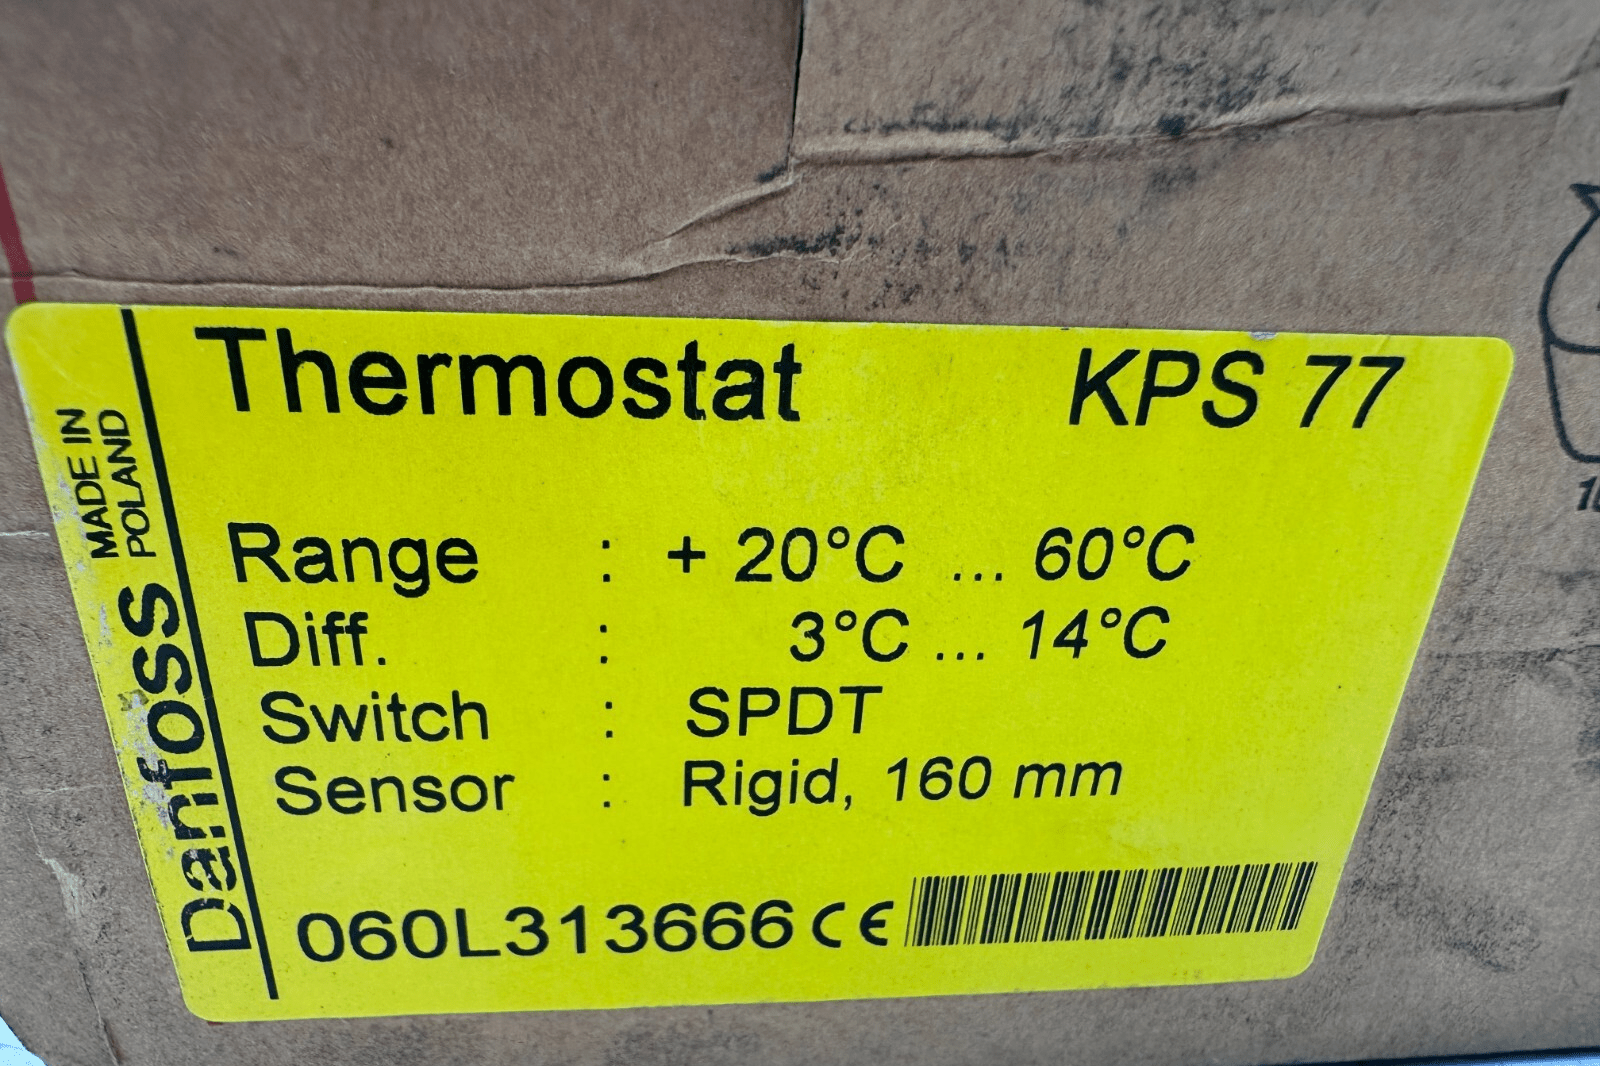 Thermostat KPS 77
MADE IN
POLAND
Danfoss
Range : + 20°C ... 60°C
Diff. : 3°C ... 14°C
Switch : SPDT
Sensor : Rigid, 160 mm
060L313666 CE